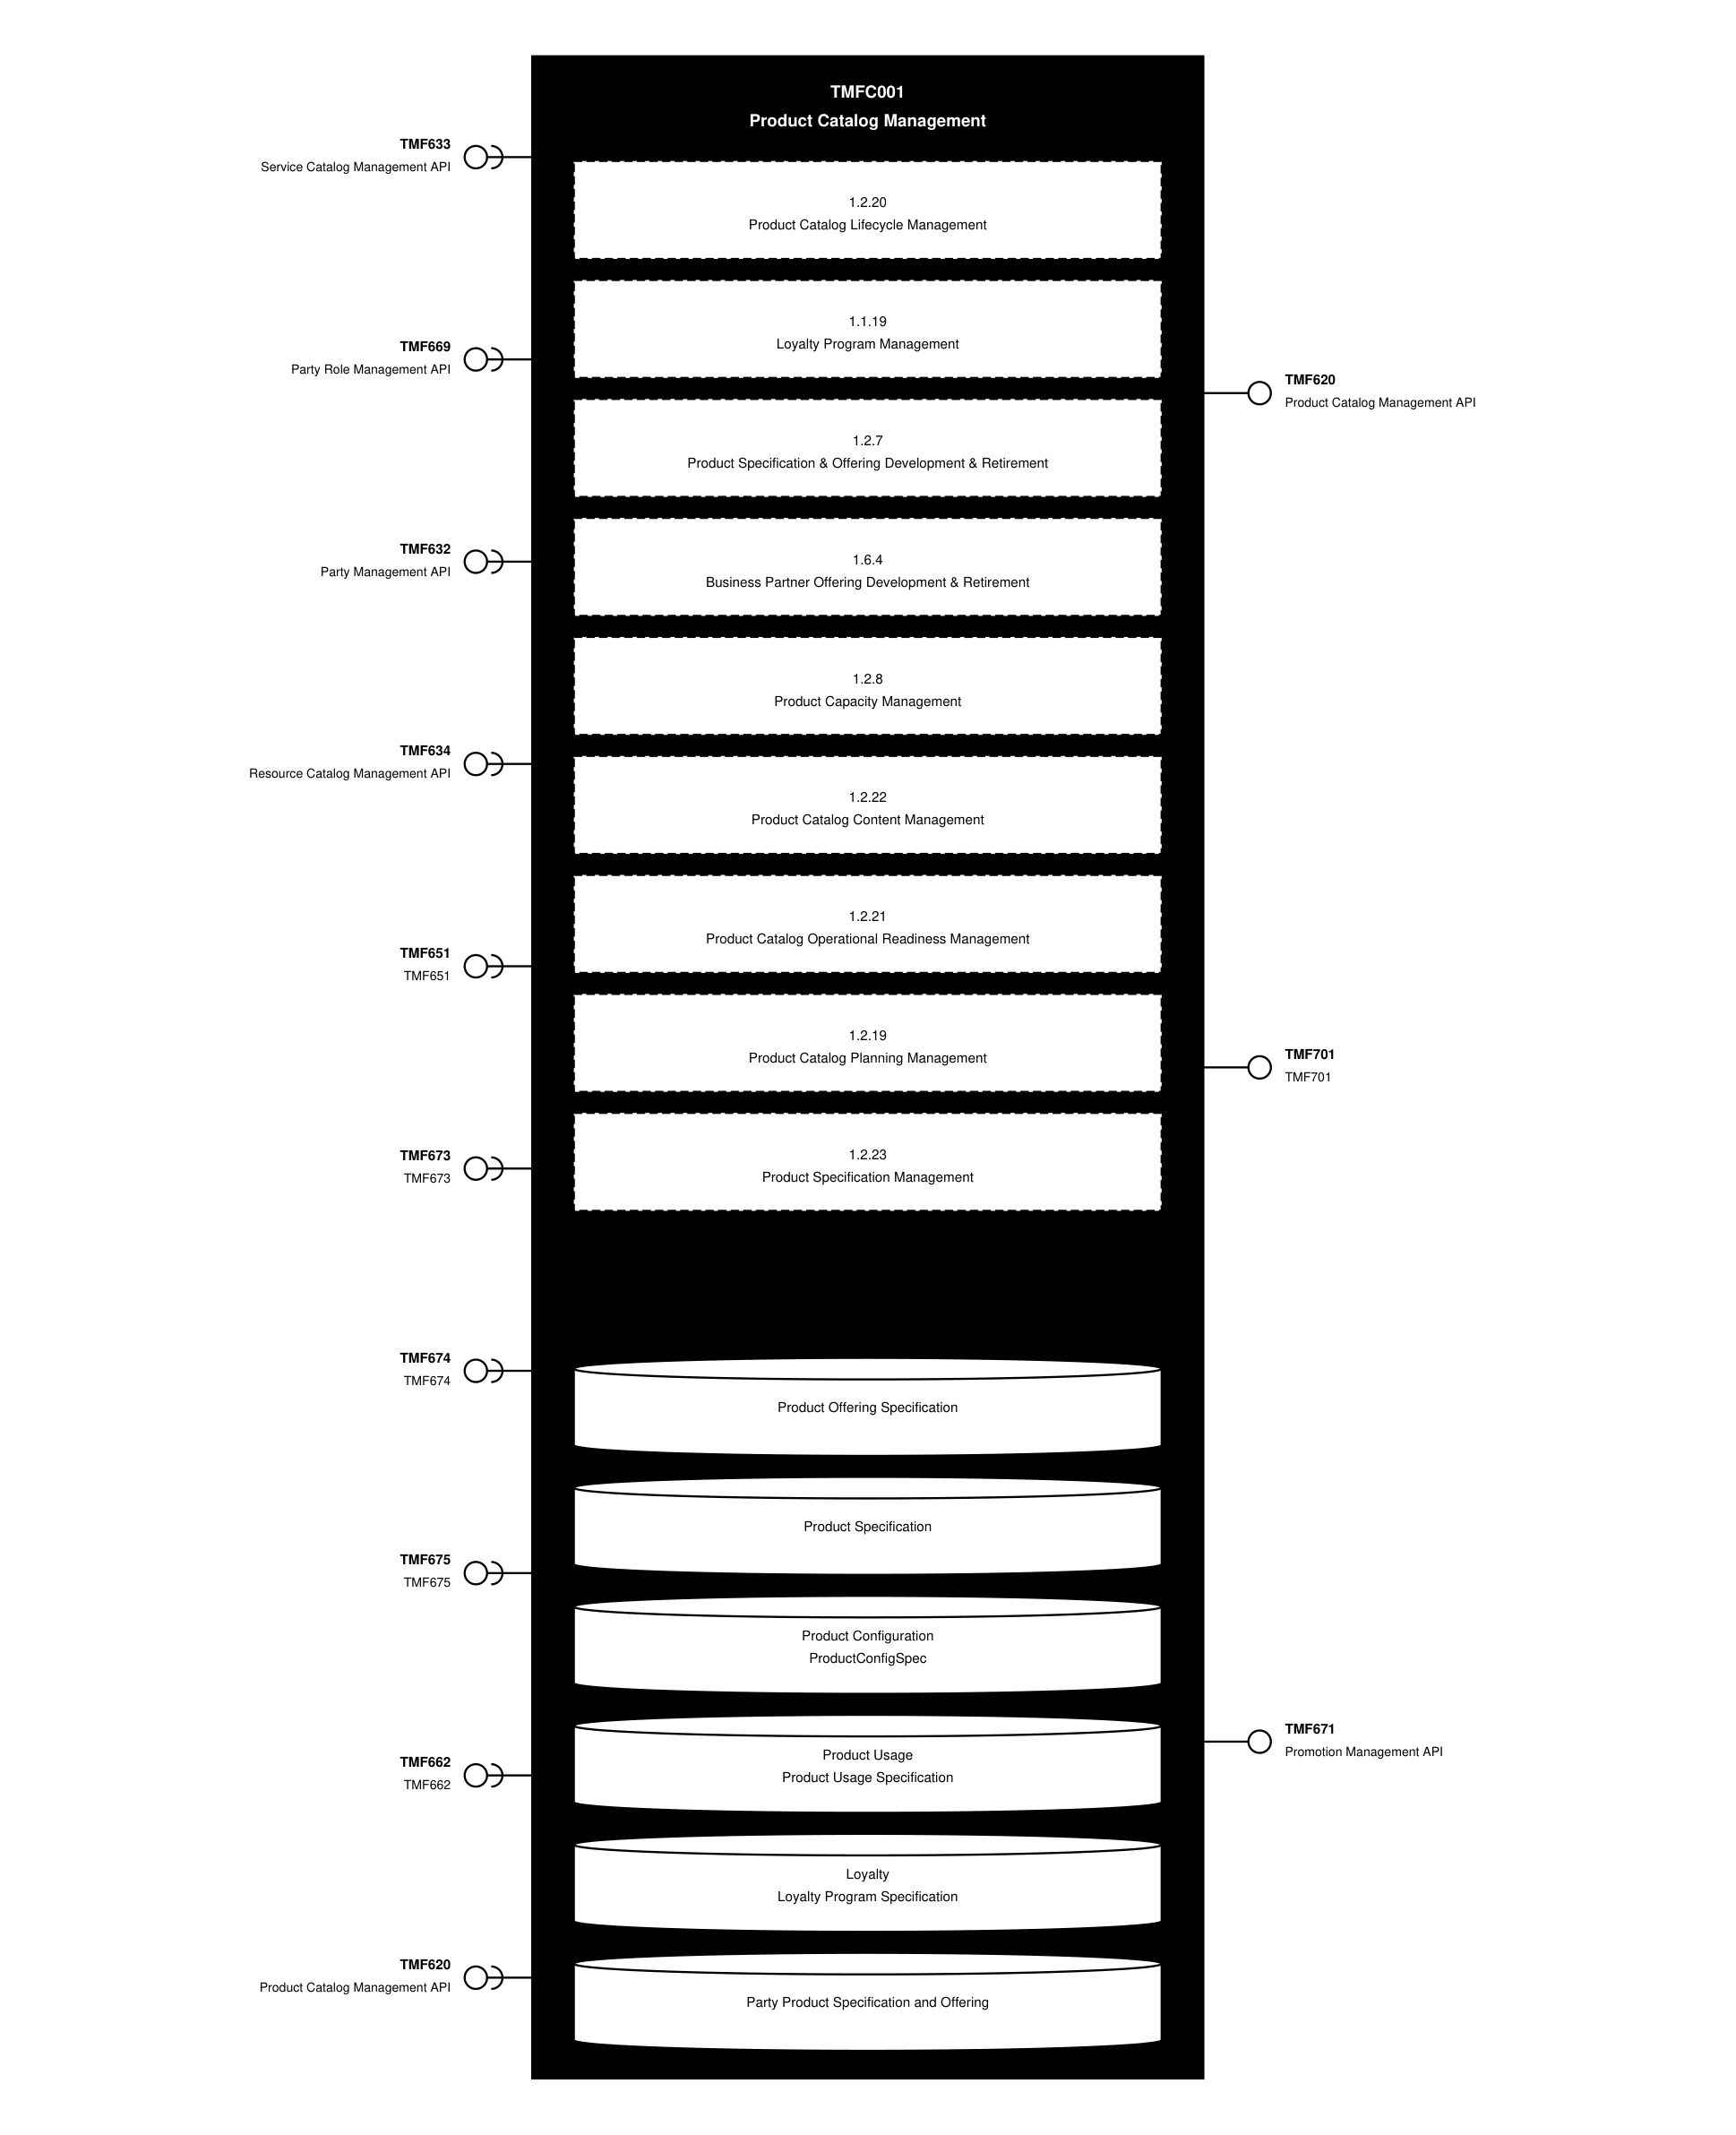 TMFC001
Product Catalog Management
TMF633
Service Catalog Management API
TMF669
Party Role Management API
TMF632
Party Management API
TMF634
Resource Catalog Management API
TMF651
TMF651
TMF673
TMF673
TMF674
TMF674
TMF675
TMF675
TMF662
TMF662
TMF620
Product Catalog Management API
1.2.20
Product Catalog Lifecycle Management
1.1.19
Loyalty Program Management
1.2.7
Product Specification & Offering Development & Retirement
1.6.4
Business Partner Offering Development & Retirement
1.2.8
Product Capacity Management
1.2.22
Product Catalog Content Management
1.2.21
Product Catalog Operational Readiness Management
1.2.19
Product Catalog Planning Management
1.2.23
Product Specification Management
Product Offering Specification
Product Specification
Product Configuration
ProductConfigSpec
Product Usage
Product Usage Specification
Loyalty
Loyalty Program Specification
Party Product Specification and Offering
TMF620
Product Catalog Management API
TMF701
TMF701
TMF671
Promotion Management API